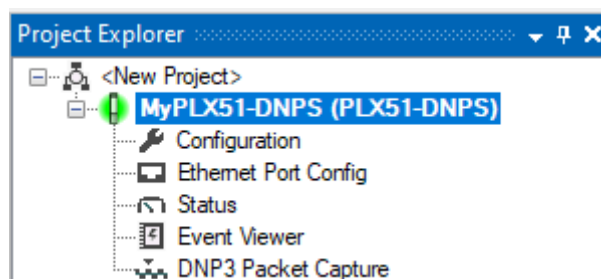 Project Explorer
<New Project>
MyPLX51-DNPS (PLX51-DNPS)
Configuration
Ethernet Port Config
Status
Event Viewer
DNP3 Packet Capture